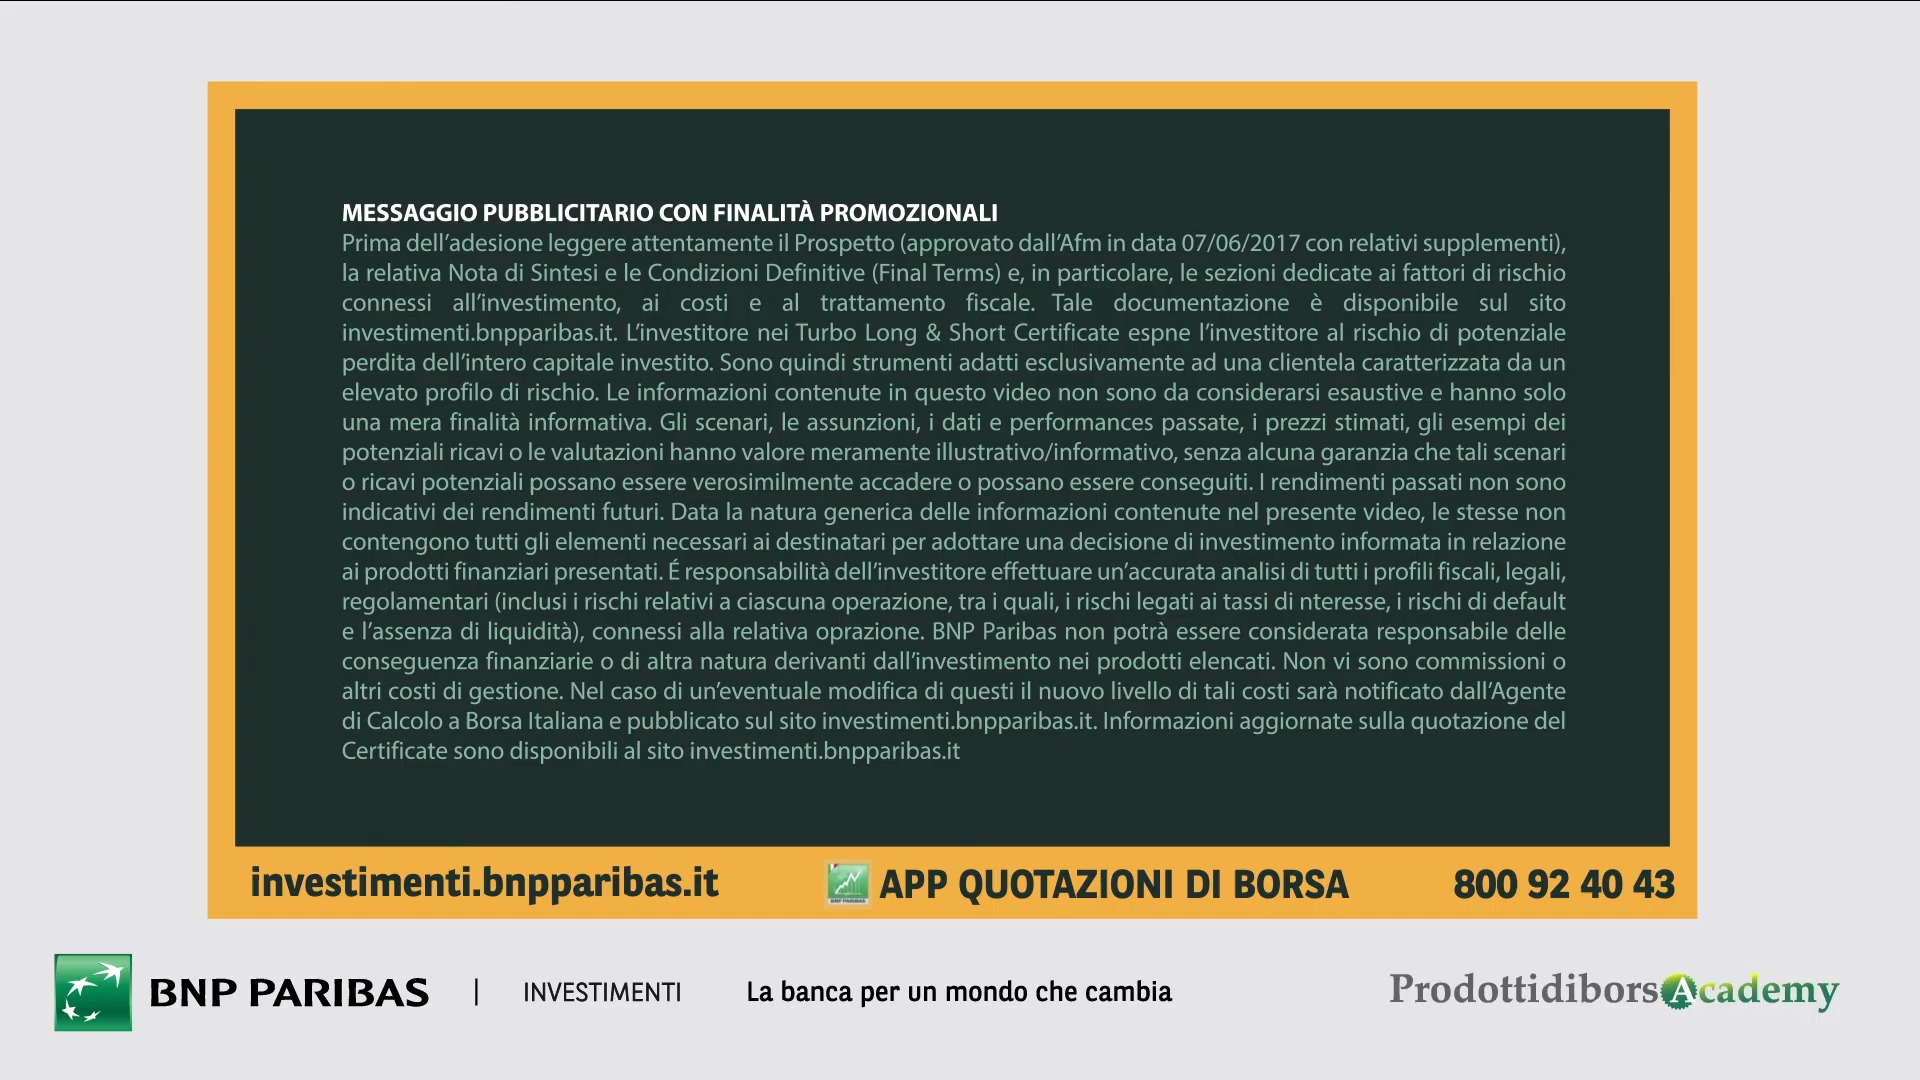 MESSAGGIO PUBBLICITARIO CON FINALITÀ PROMOZIONALI
Prima dell’adesione leggere attentamente il Prospetto (approvato dall’Afm in data 07/06/2017 con relativi supplementi),
la relativa Nota di Sintesi e le Condizioni Definitive (Final Terms) e, in particolare, le sezioni dedicate ai fattori di rischio
connessi all’investimento, ai costi e al trattamento fiscale. Tale documentazione è disponibile sul sito
investimenti.bnpparibas.it. L’investitore nei Turbo Long & Short Certificate espne l’investitore al rischio di potenziale
perdita dell’intero capitale investito. Sono quindi strumenti adatti esclusivamente ad una clientela caratterizzata da un
elevato profilo di rischio. Le informazioni contenute in questo video non sono da considerarsi esaustive e hanno solo
una mera finalità informativa. Gli scenari, le assunzioni, i dati e performances passate, i prezzi stimati, gli esempi dei
potenziali ricavi o le valutazioni hanno valore meramente illustrativo/informativo, senza alcuna garanzia che tali scenari
o ricavi potenziali possano essere verosimilmente accadere o possano essere conseguiti. I rendimenti passati non sono
indicativi dei rendimenti futuri. Data la natura generica delle informazioni contenute nel presente video, le stesse non
contengono tutti gli elementi necessari ai destinatari per adottare una decisione di investimento informata in relazione
ai prodotti finanziari presentati. É responsabilità dell’investitore effettuare un’accurata analisi di tutti i profili fiscali, legali,
regolamentari (inclusi i rischi relativi a ciascuna operazione, tra i quali, i rischi legati ai tassi di nteresse, i rischi di default
e l’assenza di liquidità), connessi alla relativa oprazione. BNP Paribas non potrà essere considerata responsabile delle
conseguenza finanziarie o di altra natura derivanti dall’investimento nei prodotti elencati. Non vi sono commissioni o
altri costi di gestione. Nel caso di un’eventuale modifica di questi il nuovo livello di tali costi sarà notificato dall’Agente
di Calcolo a Borsa Italiana e pubblicato sul sito investimenti.bnpparibas.it. Informazioni aggiornate sulla quotazione del
Certificate sono disponibili al sito investimenti.bnpparibas.it
investimenti.bnpparibas.it BNP PARIBAS APP QUOTAZIONI DI BORSA 800 92 40 43
BNP PARIBAS | INVESTIMENTI La banca per un mondo che cambia ProdottidiborsAcademy